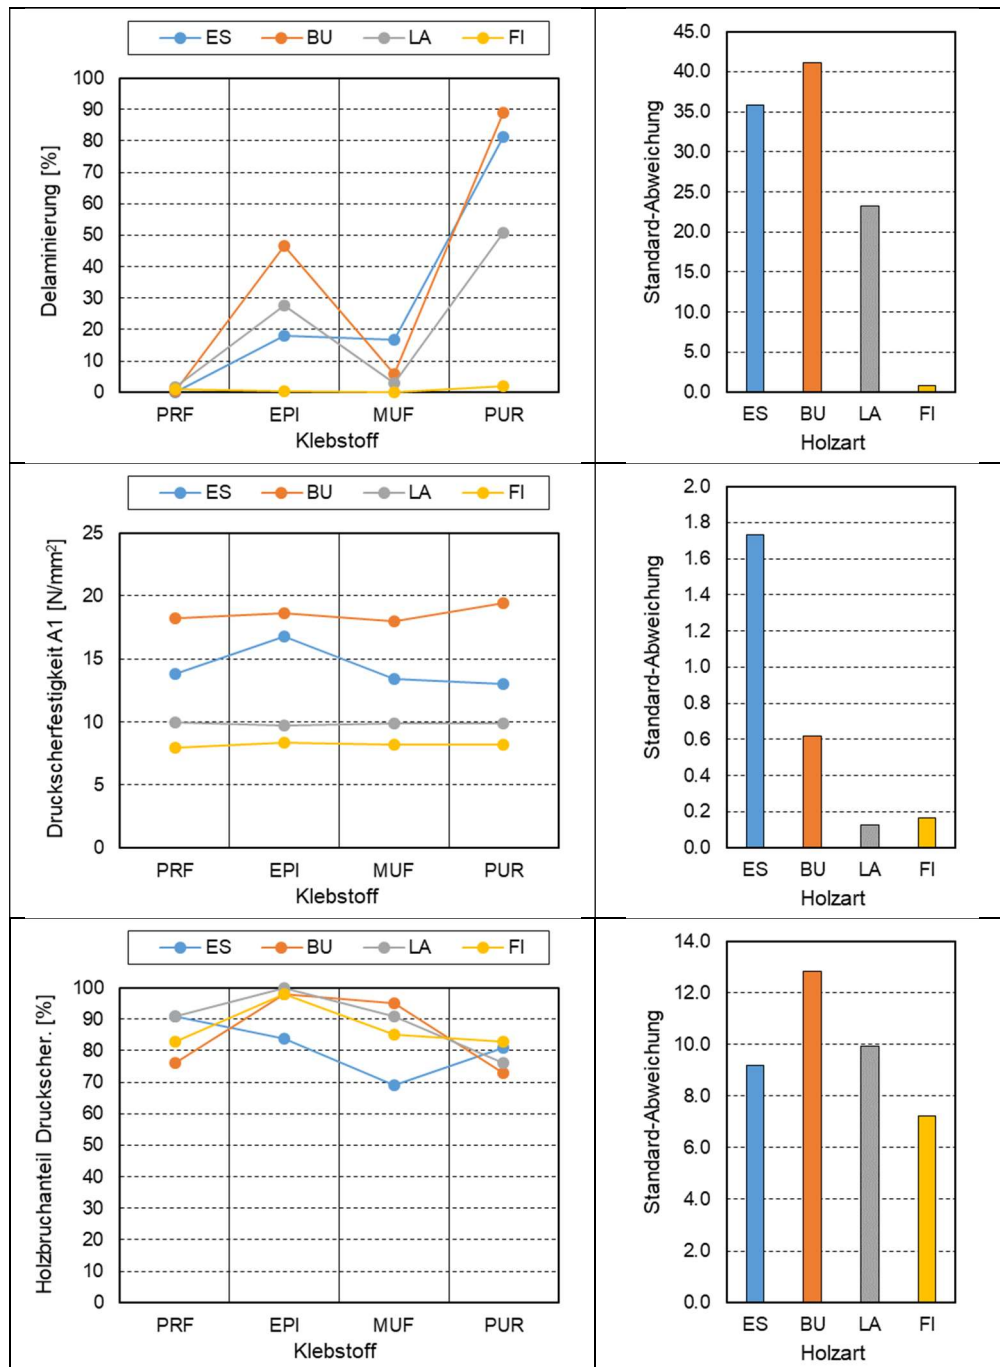 ES BU LA FI
100
90
80
70
60
50
40
30
20
10
0
Delaminierung [%]
PRF EPI MUF PUR
Klebstoff
45.0
40.0
35.0
30.0
25.0
20.0
15.0
10.0
5.0
0.0
Standard-Abweichung
ES BU LA FI
Holzart
ES BU LA FI
25
20
15
10
5
0
Druckscherfestigkeit A1 [N/mm²]
PRF EPI MUF PUR
Klebstoff
2.0
1.8
1.6
1.4
1.2
1.0
0.8
0.6
0.4
0.2
0.0
Standard-Abweichung
ES BU LA FI
Holzart
ES BU LA FI
100
90
80
70
60
50
40
30
20
10
0
Holzbruchanteil Druckscher. [%]
PRF EPI MUF PUR
Klebstoff
14.0
12.0
10.0
8.0
6.0
4.0
2.0
0.0
Standard-Abweichung
ES BU LA FI
Holzart